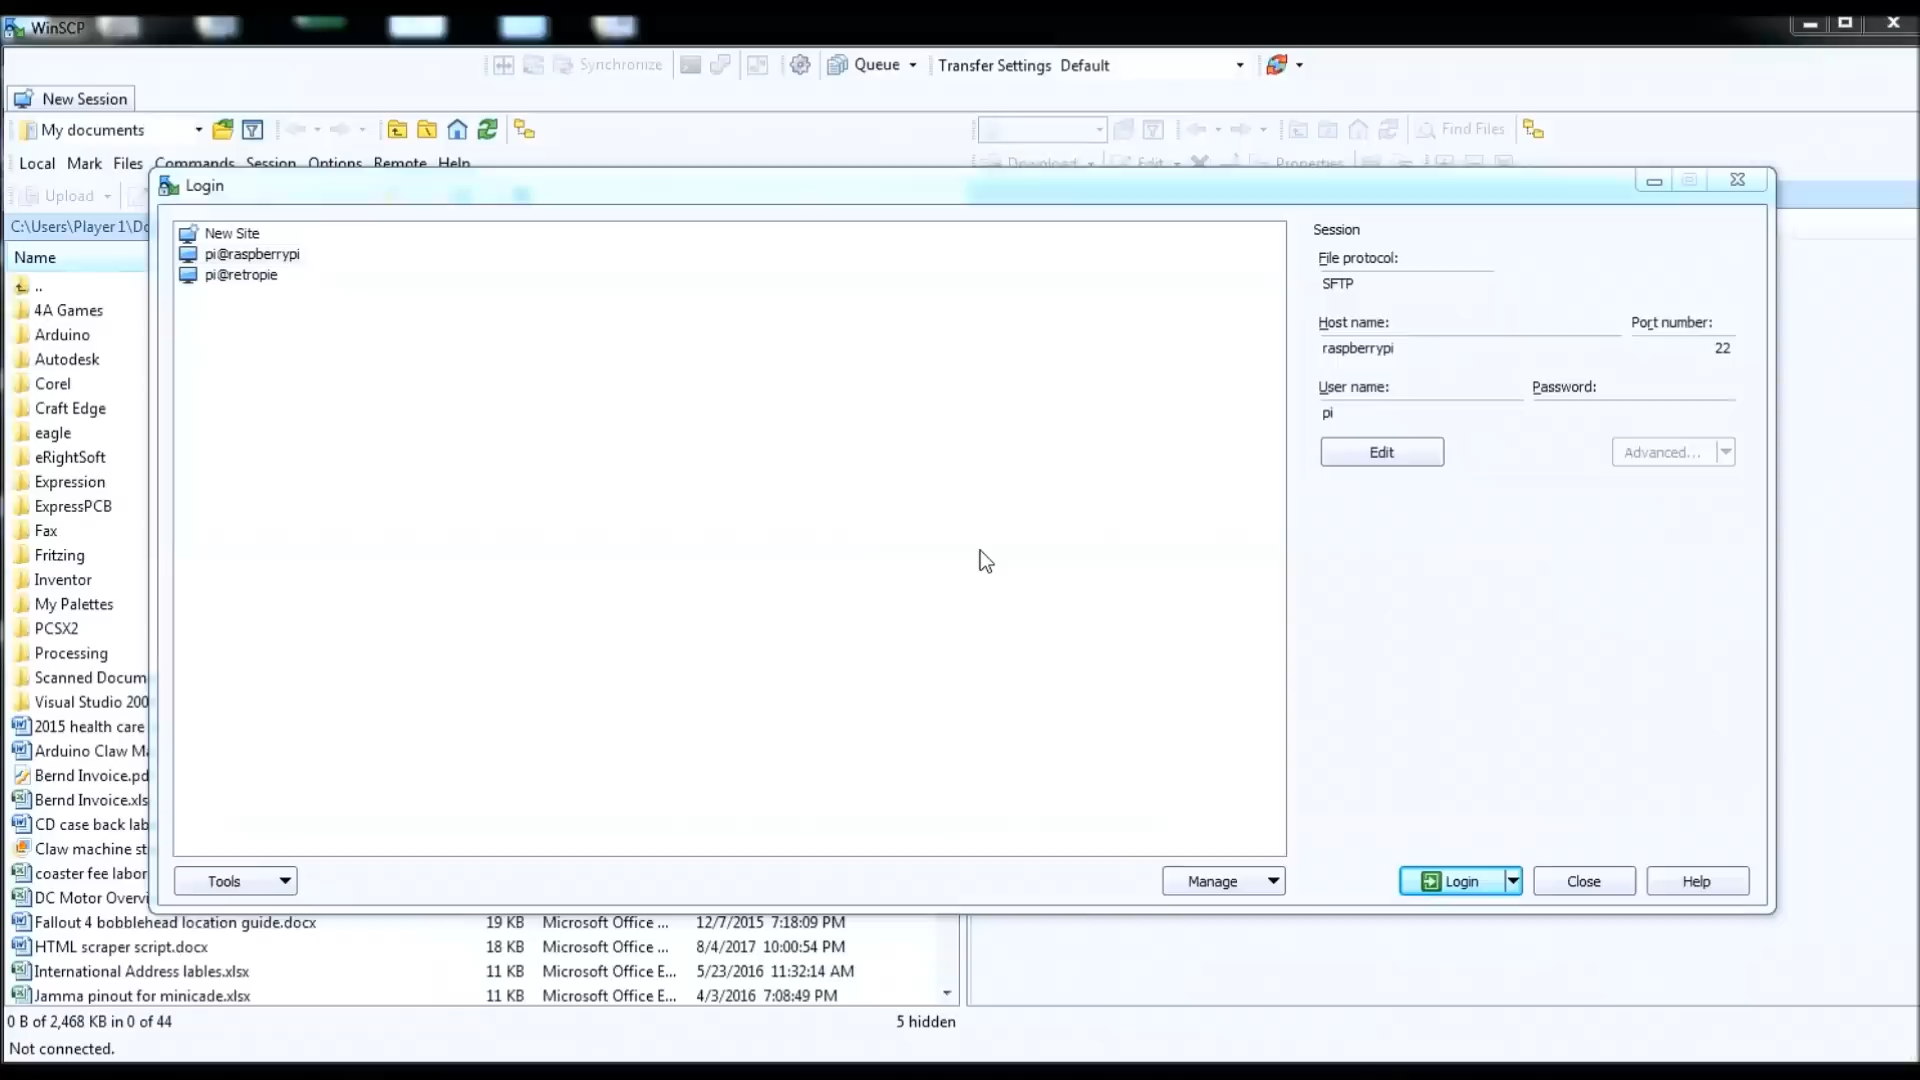 WinSCP
Synchronize Queue Transfer Settings Default
New Session
My documents Find Files
Local Mark Files Commands Session Options Remote Help Download Edit Properties
Login
Upload
C:\Users\Player 1\Do
Name
..
4A Games
Arduino
Autodesk
Corel
Craft Edge
eagle
eRightSoft
Expression
ExpressPCB
Fax
Fritzing
Inventor
My Palettes
PCSX2
Processing
Scanned Docum
Visual Studio 200
2015 health care
Arduino Claw Ma
Bernd Invoice.pd
Bernd Invoice.xls
CD case back lab
Claw machine st
coaster fee labor
DC Motor Overvi
Fallout 4 bobblehead location guide.docx 19 KB Microsoft Office ... 12/7/2015 7:18:09 PM
HTML scraper script.docx 18 KB Microsoft Office ... 8/4/2017 10:00:54 PM
International Address lables.xlsx 11 KB Microsoft Office E... 5/23/2016 11:32:14 AM
Jamma pinout for minicade.xlsx 11 KB Microsoft Office E... 4/3/2016 7:08:49 PM
0 B of 2,468 KB in 0 of 44 5 hidden
Not connected.
New Site
pi@raspberrypi
pi@retropie
Session
File protocol:
SFTP
Host name: Port number:
raspberrypi 22
User name: Password:
pi
Edit Advanced...
Tools Manage Login Close Help